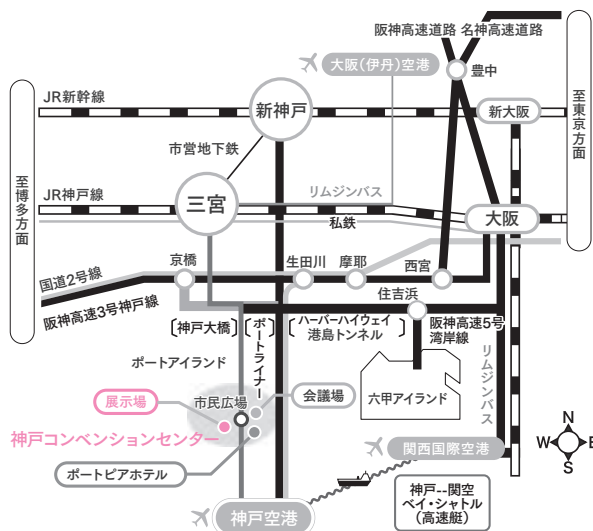 阪神高速道路 名神高速道路
大阪(伊丹)空港
豊中
JR新幹線
新神戸
新大阪
至東京方面
至博多方面
市営地下鉄
JR神戸線
三宮
リムジンバス
私鉄
大阪
京橋
生田川
摩耶
西宮
国道2号線
阪神高速3号神戸線
住吉浜
〔神戸大橋〕
〔ポートライナー〕
〔ハーバーハイウェイ
港島トンネル〕
阪神高速5号
湾岸線
リムジンバス
ポートアイランド
六甲アイランド
展示場
市民広場
会議場
神戸コンベンションセンター
ポートピアホテル
関西国際空港
神戸空港
神戸--関空
ベイ・シャトル
(高速艇)
N
W
E
S